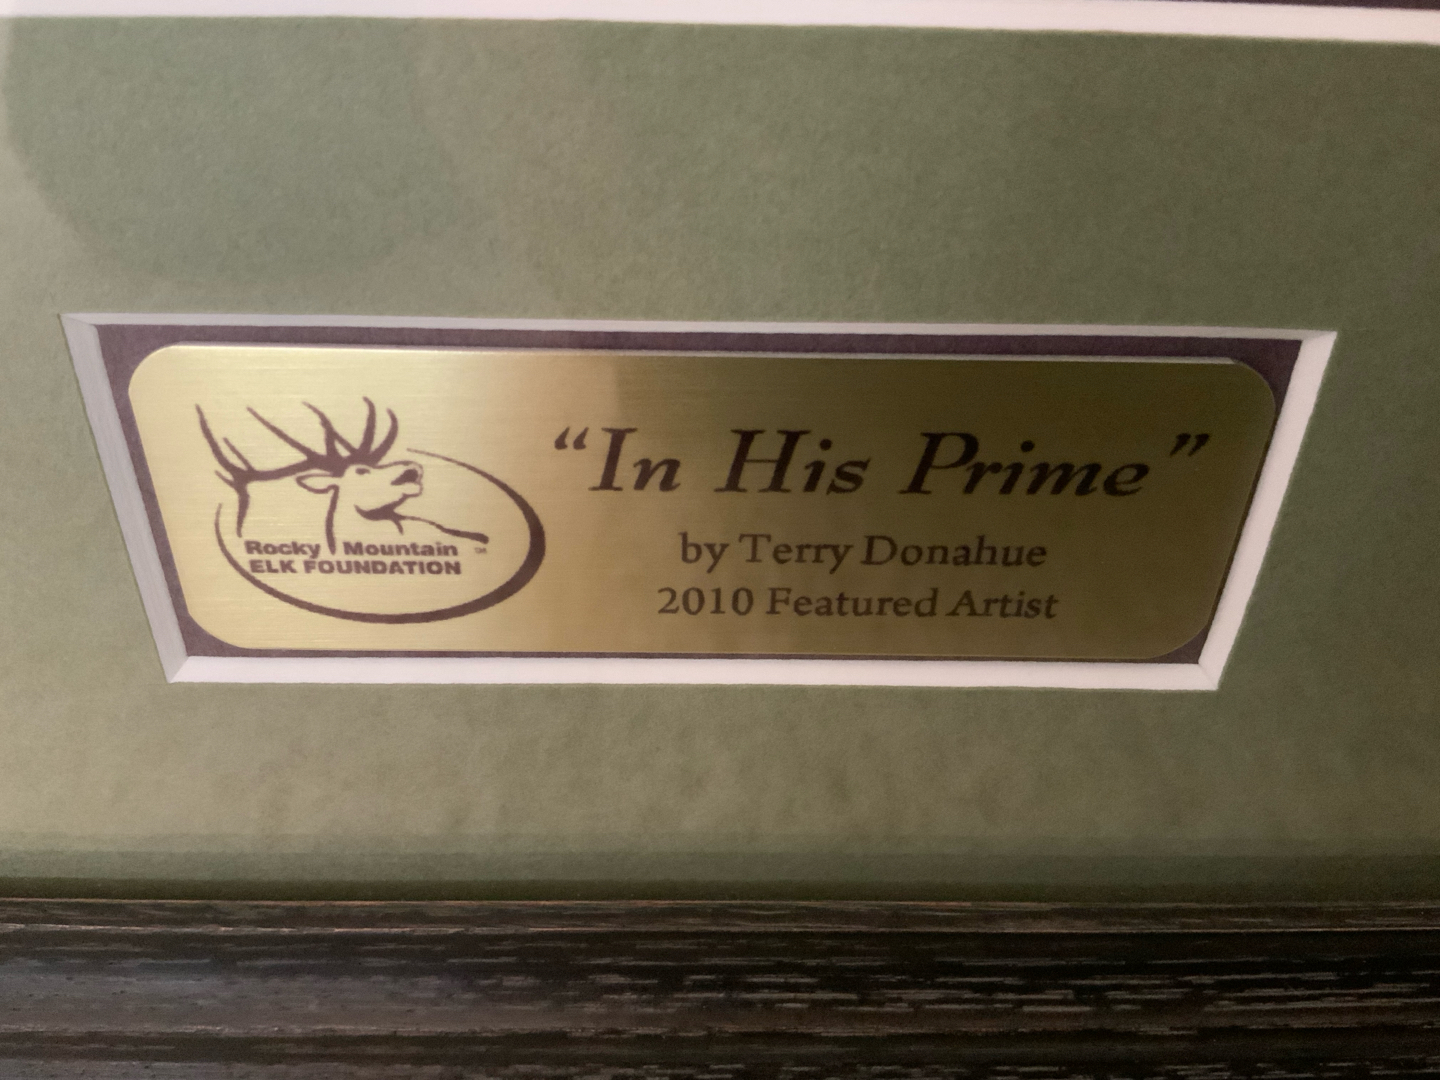 Rocky Mountain
ELK FOUNDATION
“In His Prime”
by Terry Donahue
2010 Featured Artist